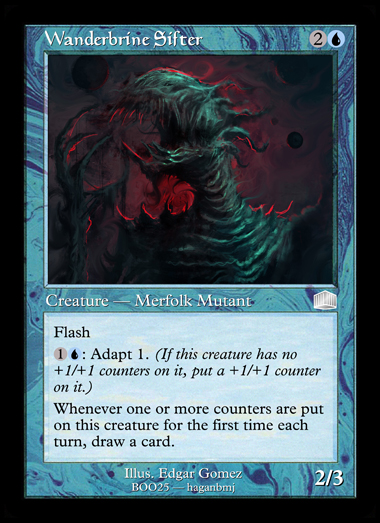 Wanderbrine Sifter 2
Creature — Merfolk Mutant
Flash
1 : Adapt 1. (If this creature has no
+1/+1 counters on it, put a +1/+1 counter
on it.)
Whenever one or more counters are put
on this creature for the first time each
turn, draw a card.
Illus. Edgar Gomez
BOO25 — haganbmj
2/3